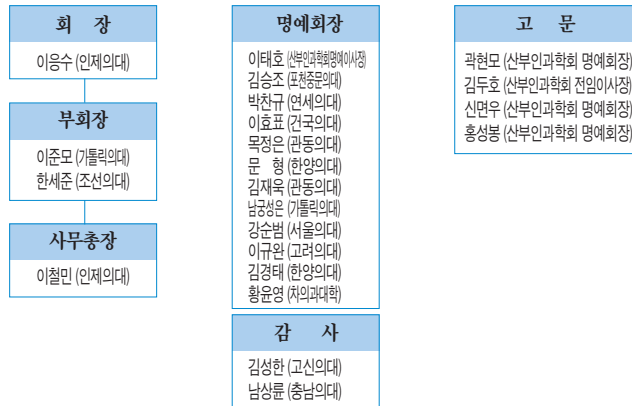 회 장
이응수 (인제의대)
부회장
이준모 (가톨릭의대)
한세준 (조선의대)
사무총장
이철민 (인제의대)
명예회장
이태호 (산부인과학회명예이사장)
김승조 (포천중문의대)
박찬규 (연세의대)
이효표 (건국의대)
목정은 (관동의대)
문 형 (한양의대)
김재욱 (관동의대)
남궁성은 (가톨릭의대)
강순범 (서울의대)
이규완 (고려의대)
김경태 (한양의대)
황윤영 (차의과대학)
감 사
김성한 (고신의대)
남상륜 (충남의대)
고 문
곽현모 (산부인과학회 명예회장)
김두호 (산부인과학회 전임이사장)
신면우 (산부인과학회 명예회장)
홍성봉 (산부인과학회 명예회장)